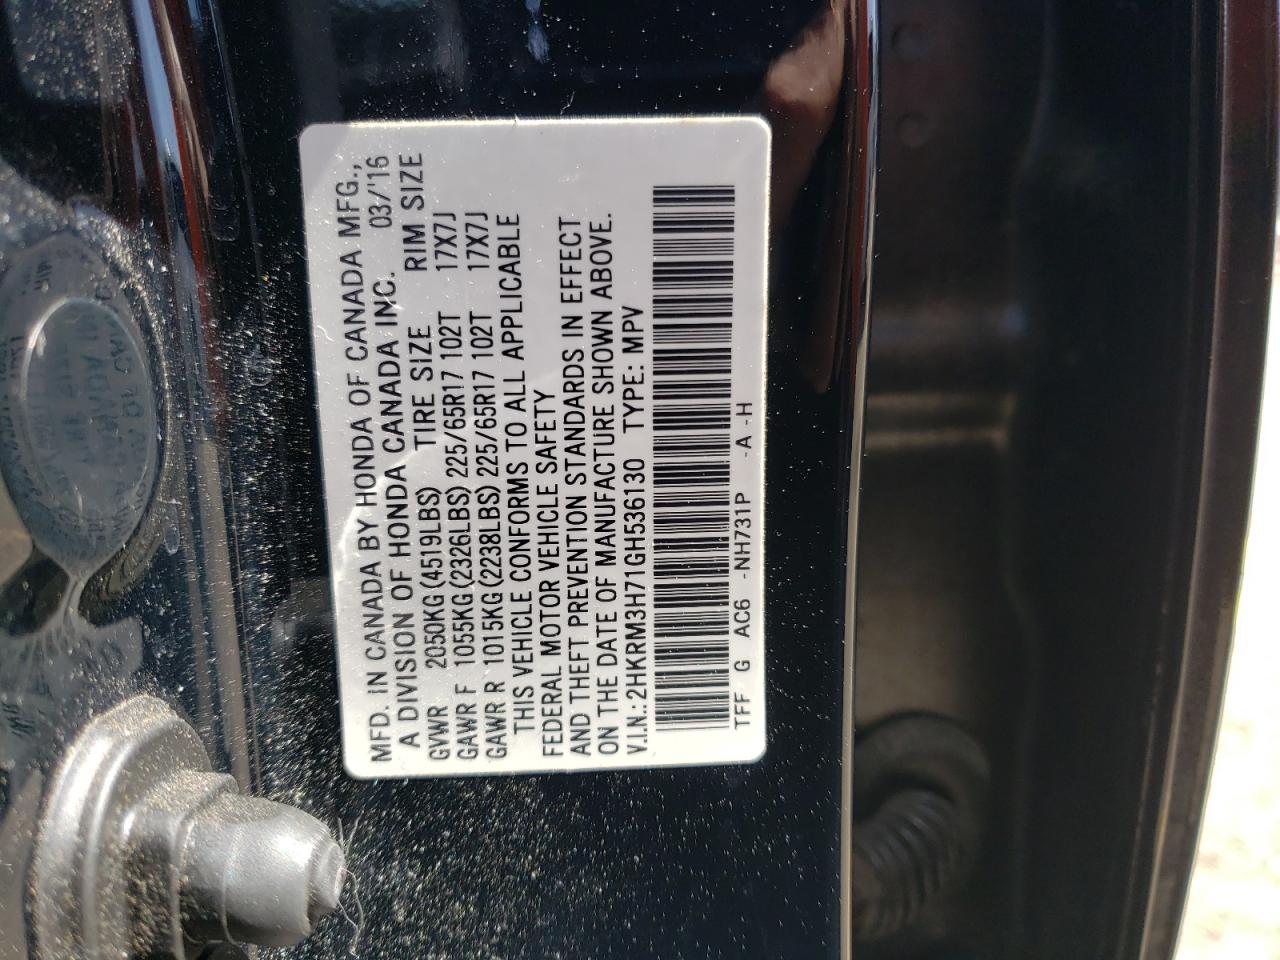 MFD. IN CANADA BY HONDA OF CANADA MFG.,
A DIVISION OF HONDA CANADA INC. 03/'16
GVWR 2050KG(4519LBS) TIRE SIZE RIM SIZE
GAWR F 1055KG(2326LBS) 225/65R17 102T 17X7J
GAWR R 1015KG(2238LBS) 225/65R17 102T 17X7J
THIS VEHICLE CONFORMS TO ALL APPLICABLE
FEDERAL MOTOR VEHICLE SAFETY
AND THEFT PREVENTION STANDARDS IN EFFECT
ON THE DATE OF MANUFACTURE SHOWN ABOVE.
V.I.N.:2HKRM3H71GH536130 TYPE: MPV
TFF G AC6 -NH731P -A -H